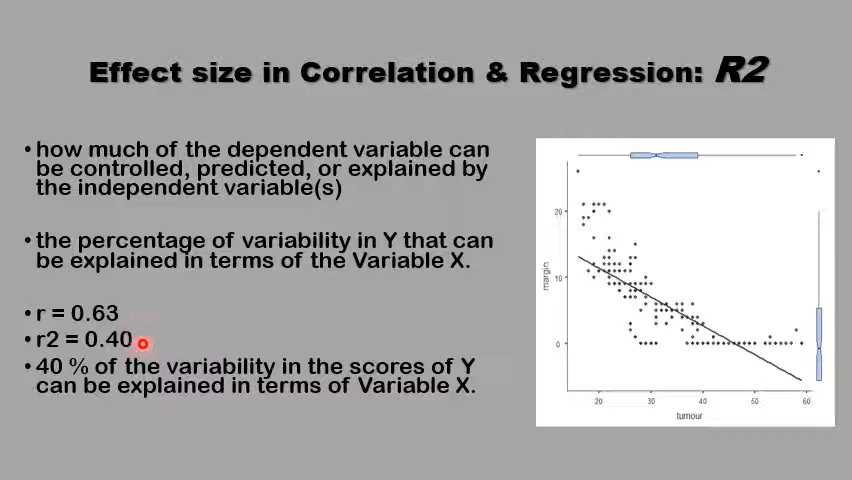 Effect size in Correlation & Regression: R2
• how much of the dependent variable can
be controlled, predicted, or explained by
the independent variable(s)
• the percentage of variability in Y that can
be explained in terms of the Variable X.
• r = 0.63
• r2 = 0.40
• 40 % of the variability in the scores of Y
can be explained in terms of Variable X.
20
10
0
margin
20 30 40 50 60
tumour